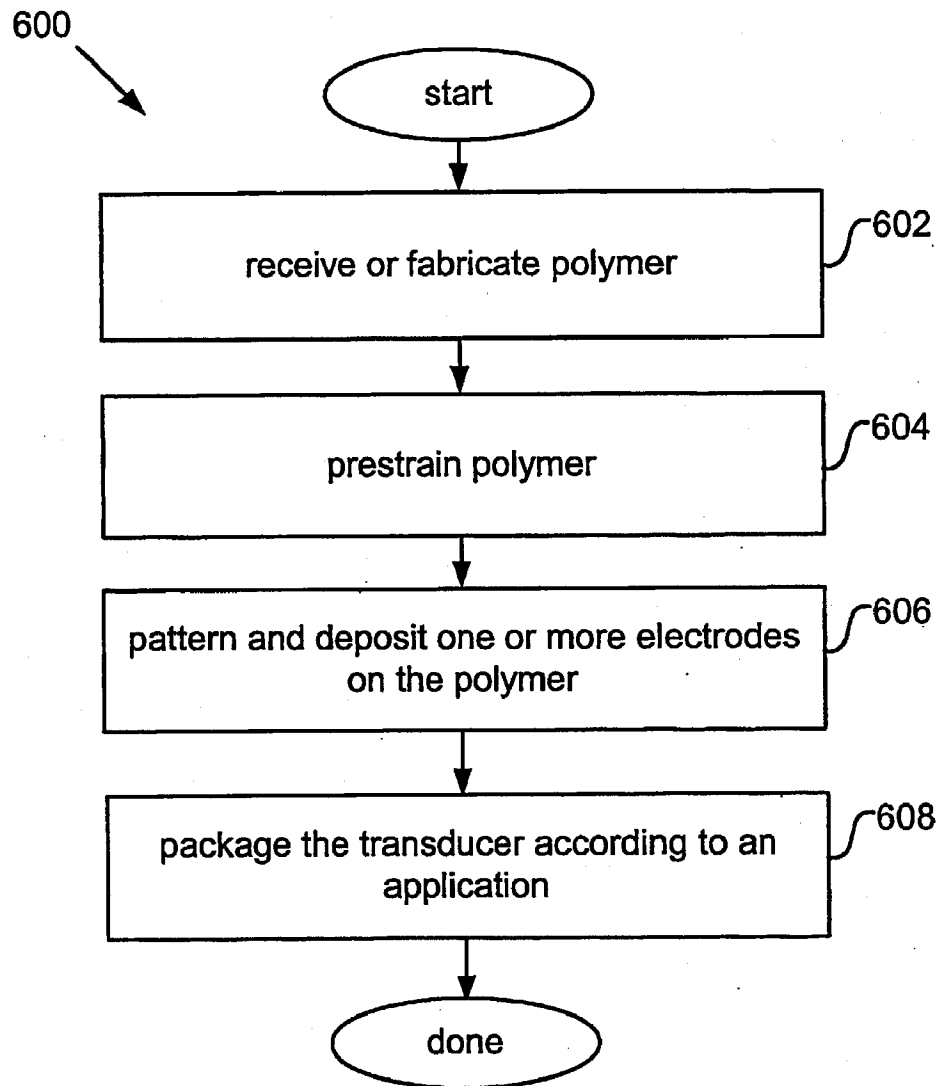 600
start
receive or fabricate polymer
602
prestrain polymer
604
pattern and deposit one or more electrodes
on the polymer
606
package the transducer according to an
application
608
done